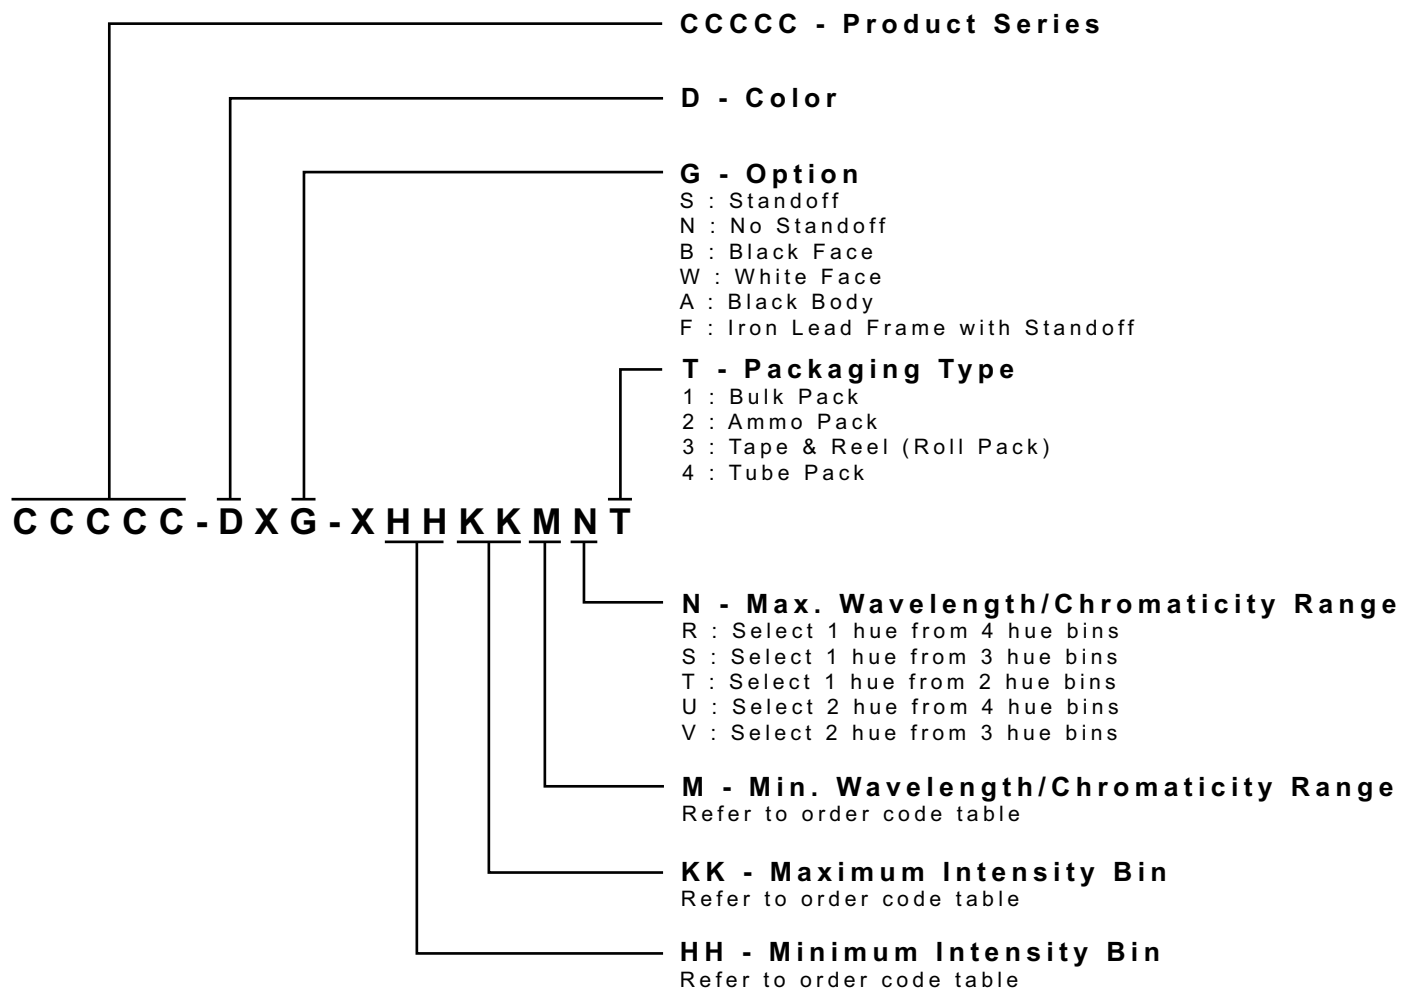 CCCCC - Product Series
D - Color
G - Option
S : Standoff
N : No Standoff
B : Black Face
W : White Face
A : Black Body
F : Iron Lead Frame with Standoff
T - Packaging Type
1 : Bulk Pack
2 : Ammo Pack
3 : Tape & Reel (Roll Pack)
4 : Tube Pack
CCCCC-DXG-XHHKKMNT
N - Max. Wavelength/Chromaticity Range
R : Select 1 hue from 4 hue bins
S : Select 1 hue from 3 hue bins
T : Select 1 hue from 2 hue bins
U : Select 2 hue from 4 hue bins
V : Select 2 hue from 3 hue bins
M - Min. Wavelength/Chromaticity Range
Refer to order code table
KK - Maximum Intensity Bin
Refer to order code table
HH - Minimum Intensity Bin
Refer to order code table